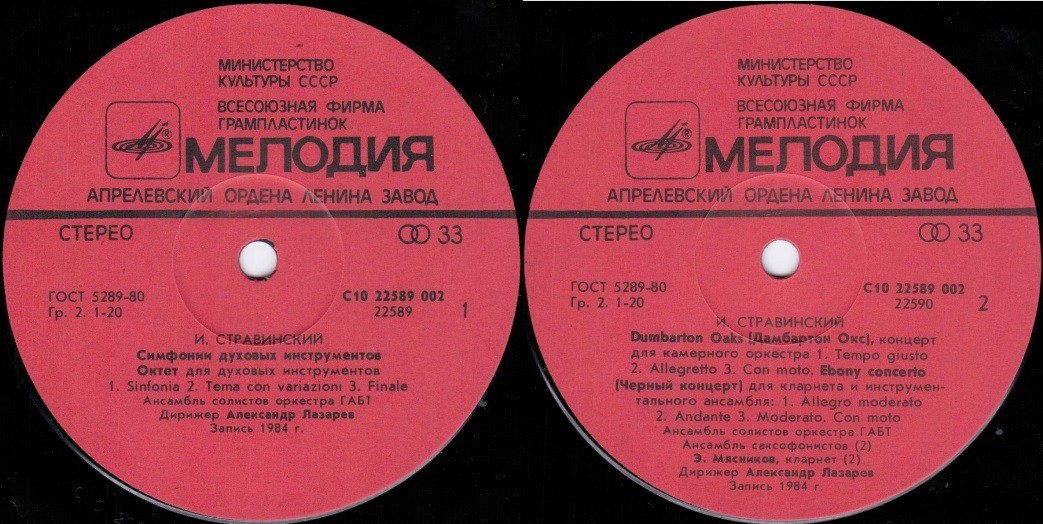 МИНИСТЕРСТВО
КУЛЬТУРЫ СССР
ВСЕСОЮЗНАЯ ФИРМА
ГРАМПЛАСТИНОК
®
МЕЛОДИЯ
АПРЕЛЕВСКИЙ ОРДЕНА ЛЕНИНА ЗАВОД
СТЕРЕО 33
ГОСТ 5289-80 С10 22589 002
Гр. 2. 1-20 22589 1
И. СТРАВИНСКИЙ
Симфонии духовых инструментов
Октет для духовых инструментов
1. Sinfonia 2. Tema con variazioni 3. Finale
Ансамбль солистов оркестра ГАБТ
Дирижер Александр Лазарев
Запись 1984 г.
МИНИСТЕРСТВО
КУЛЬТУРЫ СССР
ВСЕСОЮЗНАЯ ФИРМА
ГРАМПЛАСТИНОК
®
МЕЛОДИЯ
АПРЕЛЕВСКИЙ ОРДЕНА ЛЕНИНА ЗАВОД
СТЕРЕО 33
ГОСТ 5289-80 С10 22589 002
Гр. 2. 1-20 22590 2
И. СТРАВИНСКИЙ
Dumbarton Oaks (Дамбартон Окс), концерт
для камерного оркестра 1. Tempo giusto
2. Allegretto 3. Con moto. Ebony concerto
(Черный концерт) для кларнета и инструмен-
тального ансамбля: 1. Allegro moderato
2. Andante 3. Moderato. Con moto
Ансамбль солистов оркестра ГАБТ
Ансамбль саксофонистов (2)
Э. Мясников, кларнет (2)
Дирижер Александр Лазарев
Запись 1984 г.